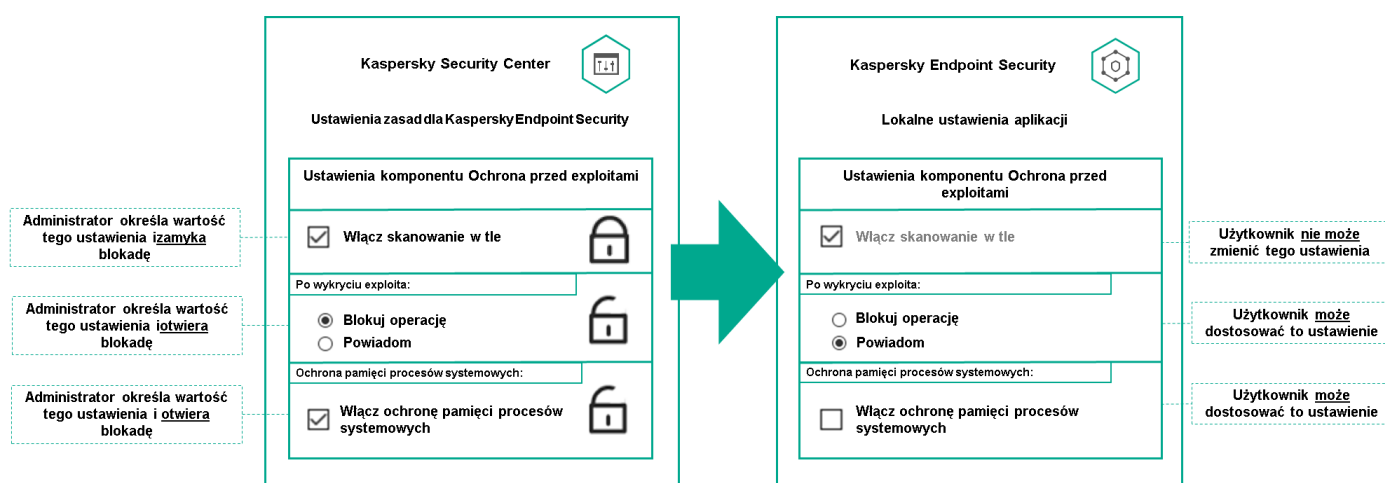 Kaspersky Security Center
Ustawienia zasad dla Kaspersky Endpoint Security
Ustawienia komponentu Ochrona przed exploitami
Administrator określa wartość
tego ustawienia izamyka
blokadę
Włącz skanowanie w tle
Po wykryciu exploita:
Administrator określa wartość
tego ustawienia iotwiera
blokadę
Blokuj operację
Powiadom
Ochrona pamięci procesów systemowych:
Administrator określa wartość
tego ustawienia i otwiera
blokadę
Włącz ochronę pamięci procesów
systemowych
Kaspersky Endpoint Security
Lokalne ustawienia aplikacji
Ustawienia komponentu Ochrona przed
exploitami
Włącz skanowanie w tle
Użytkownik nie może
zmienić tego ustawienia
Po wykryciu exploita:
Blokuj operację
Powiadom
Użytkownik może
dostosować to ustawienie
Ochrona pamięci procesów systemowych:
Włącz ochronę pamięci procesów
systemowych
Użytkownik może
dostosować to ustawienie